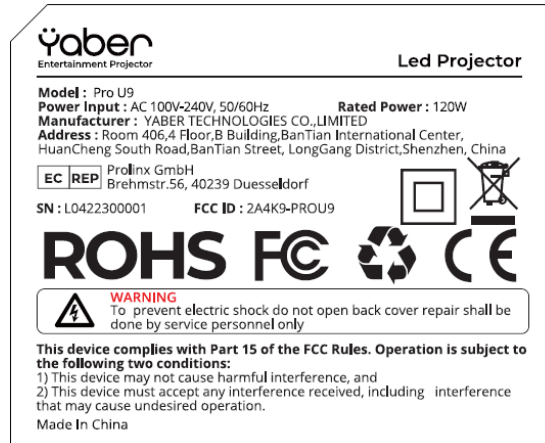 Yaber
Entertainment Projector
Led Projector
Model : Pro U9
Power Input : AC 100V-240V, 50/60Hz Rated Power : 120W
Manufacturer : YABER TECHNOLOGIES CO.,LIMITED
Address : Room 406,4 Floor,B Building,BanTian International Center,
HuanCheng South Road,BanTian Street, LongGang District,Shenzhen, China
EC REP Prolinx GmbH
Brehmstr.56, 40239 Duesseldorf
SN : L0422300001 FCC ID : 2A4K9-PROU9
ROHS FC CE
WARNING
To prevent electric shock do not open back cover repair shall be
done by service personnel only
This device complies with Part 15 of the FCC Rules. Operation is subject to
the following two conditions:
1) This device may not cause harmful interference, and
2) This device must accept any interference received, including interference
that may cause undesired operation.
Made In China